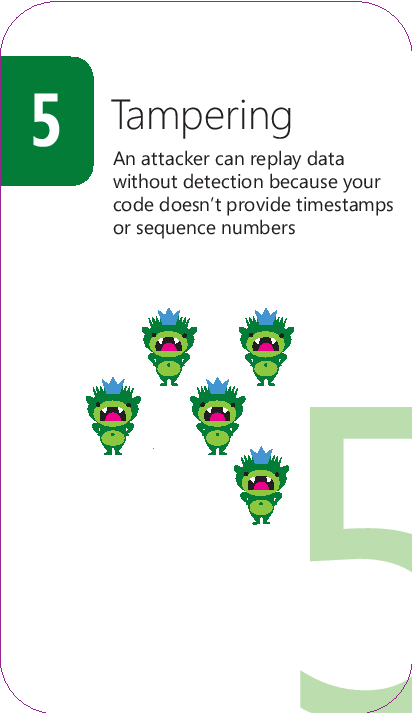 5
Tampering
An attacker can replay data
without detection because your
code doesn't provide timestamps
or sequence numbers
5